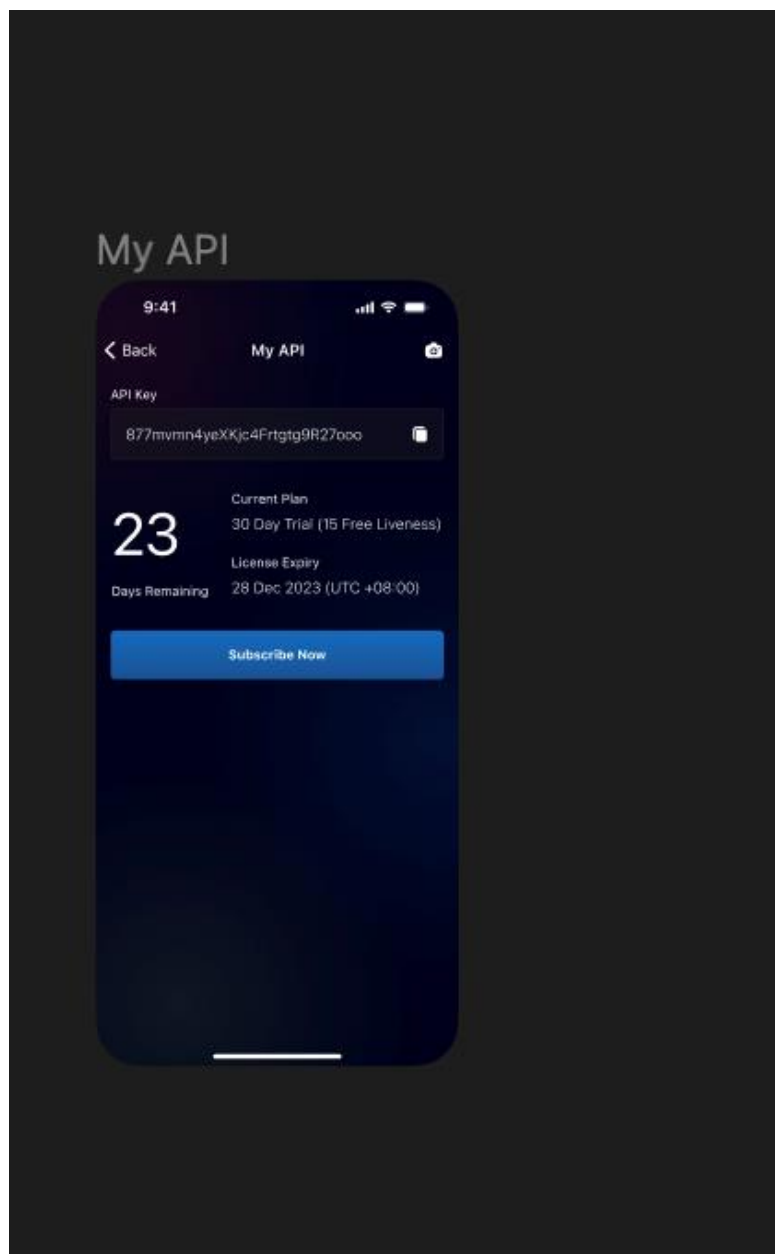 My API
9:41
Back
My API
API Key
877mvmn4yeXKjc4Frtgtg9R27ooo
23
Days Remaining
Current Plan
30 Day Trial (15 Free Liveness)
License Expiry
28 Dec 2023 (UTC +08:00)
Subscribe Now